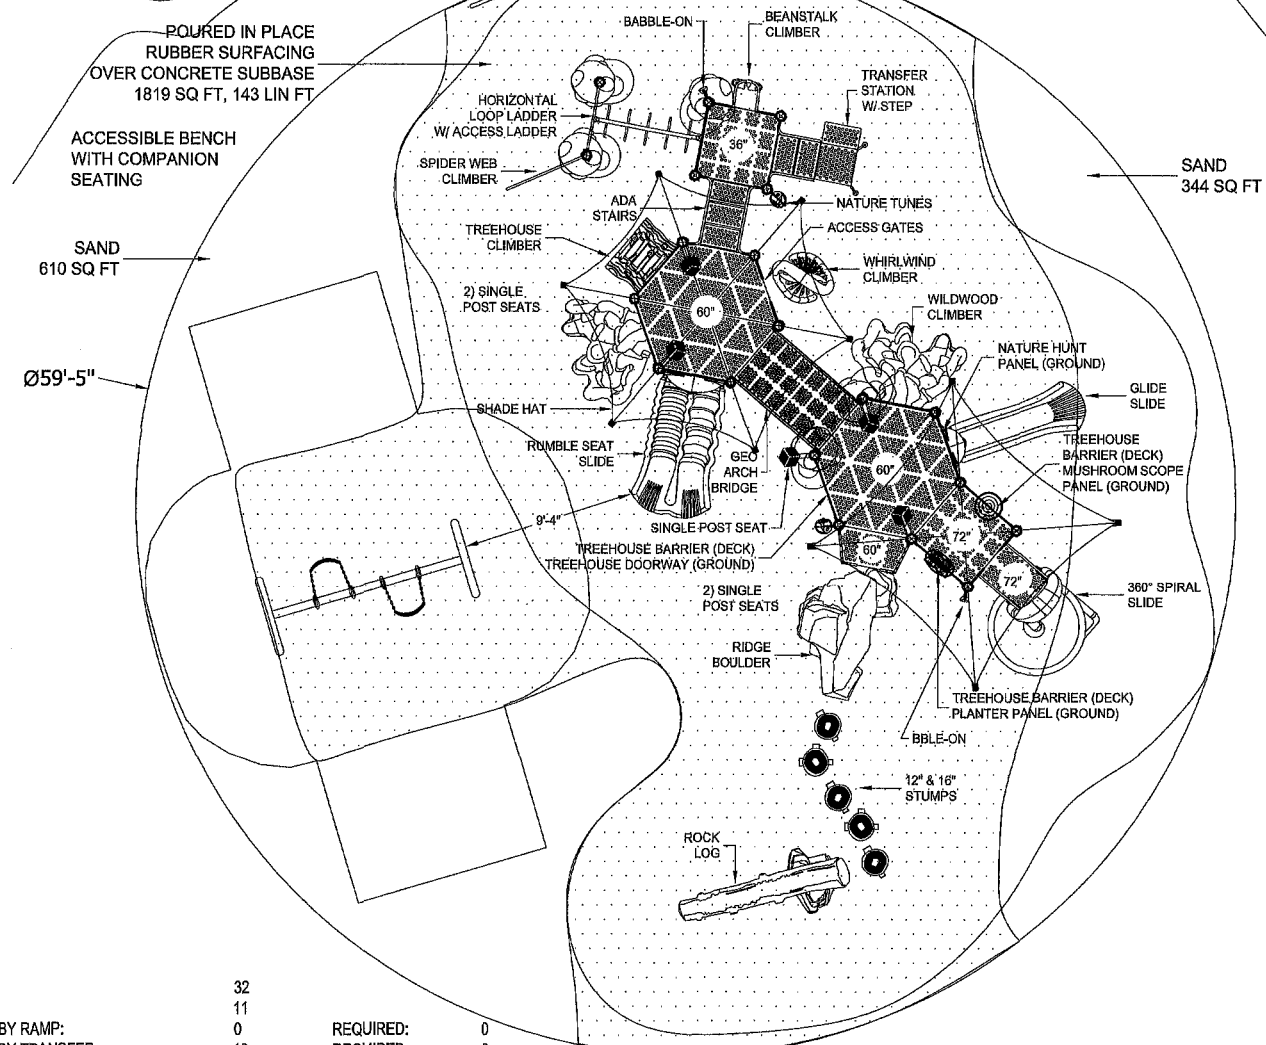 POURED IN PLACE
RUBBER SURFACING
OVER CONCRETE SUBBASE
1819 SQ FT, 143 LIN FT
ACCESSIBLE BENCH
WITH COMPANION
SEATING
SAND
610 SQ FT
Ø59'-5"
BABBLE-ON
BEANSTALK
CLIMBER
TRANSFER
STATION
W/ STEP
HORIZONTAL
LOOP LADDER
W/ ACCESS LADDER
SPIDER WEB
CLIMBER
36"
SAND
344 SQ FT
ADA
STAIRS
NATURE TUNES
TREEHOUSE
CLIMBER
ACCESS GATES
WHIRLWIND
CLIMBER
2) SINGLE
POST SEATS
60"
WILDWOOD
CLIMBER
NATURE HUNT
PANEL (GROUND)
GLIDE
SLIDE
SHADE HAT
RUMBLE SEAT
SLIDE
GEO
ARCH
BRIDGE
60"
TREEHOUSE
BARRIER (DECK)
MUSHROOM SCOPE
PANEL (GROUND)
9'-4"
SINGLE POST SEAT
TREEHOUSE BARRIER (DECK)
TREEHOUSE DOORWAY (GROUND)
60"
72"
72"
2) SINGLE
POST SEATS
360° SPIRAL
SLIDE
RIDGE
BOULDER
TREEHOUSE BARRIER (DECK)
PLANTER PANEL (GROUND)
BBLE-ON
12" & 16"
STUMPS
ROCK
LOG
32
11
BY RAMP: 0 REQUIRED: 0